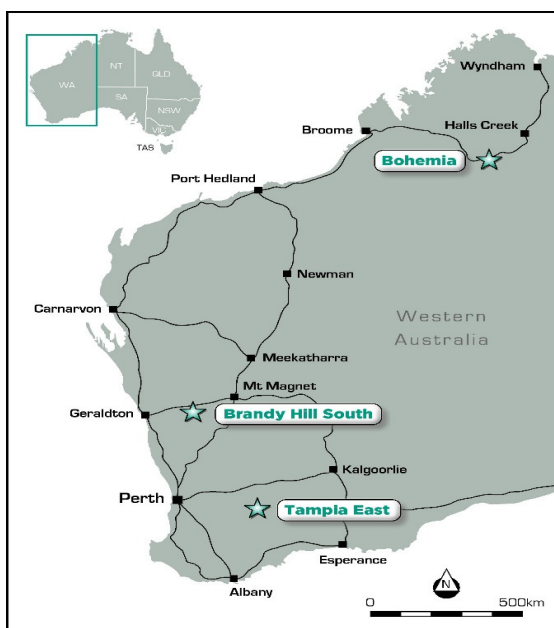 NT
QLD
WA
SA
NSW
VIC
TAS
Wyndham
Broome
Halls Creek
Bohemia
Port Hedland
Newman
Carnarvon
Western
Australia
Meekatharra
Mt Magnet
Geraldton
Brandy Hill South
Kalgoorlie
Perth
Tampia East
Esperance
Albany
N
0
500km